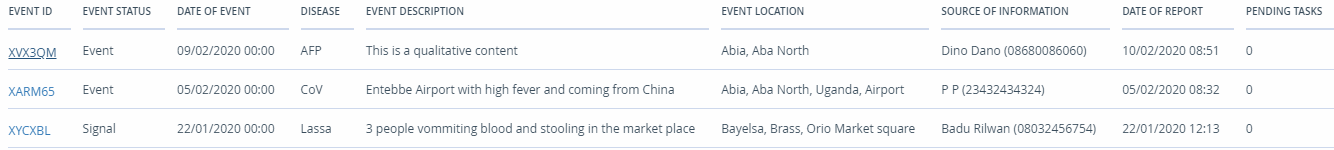 EVENT ID EVENT STATUS DATE OF EVENT DISEASE EVENT DESCRIPTION EVENT LOCATION SOURCE OF INFORMATION DATE OF REPORT PENDING TASKS
XVX3QM Event 09/02/2020 00:00 AFP This is a qualitative content Abia, Aba North Dino Dano (08680086060) 10/02/2020 08:51 0
XARM65 Event 05/02/2020 00:00 CoV Entebbe Airport with high fever and coming from China Abia, Aba North, Uganda, Airport P P (23432434324) 05/02/2020 08:32 0
XYCXBL Signal 22/01/2020 00:00 Lassa 3 people vommiting blood and stooling in the market place Bayelsa, Brass, Orio Market square Badu Rilwan (08032456754) 22/01/2020 12:13 0